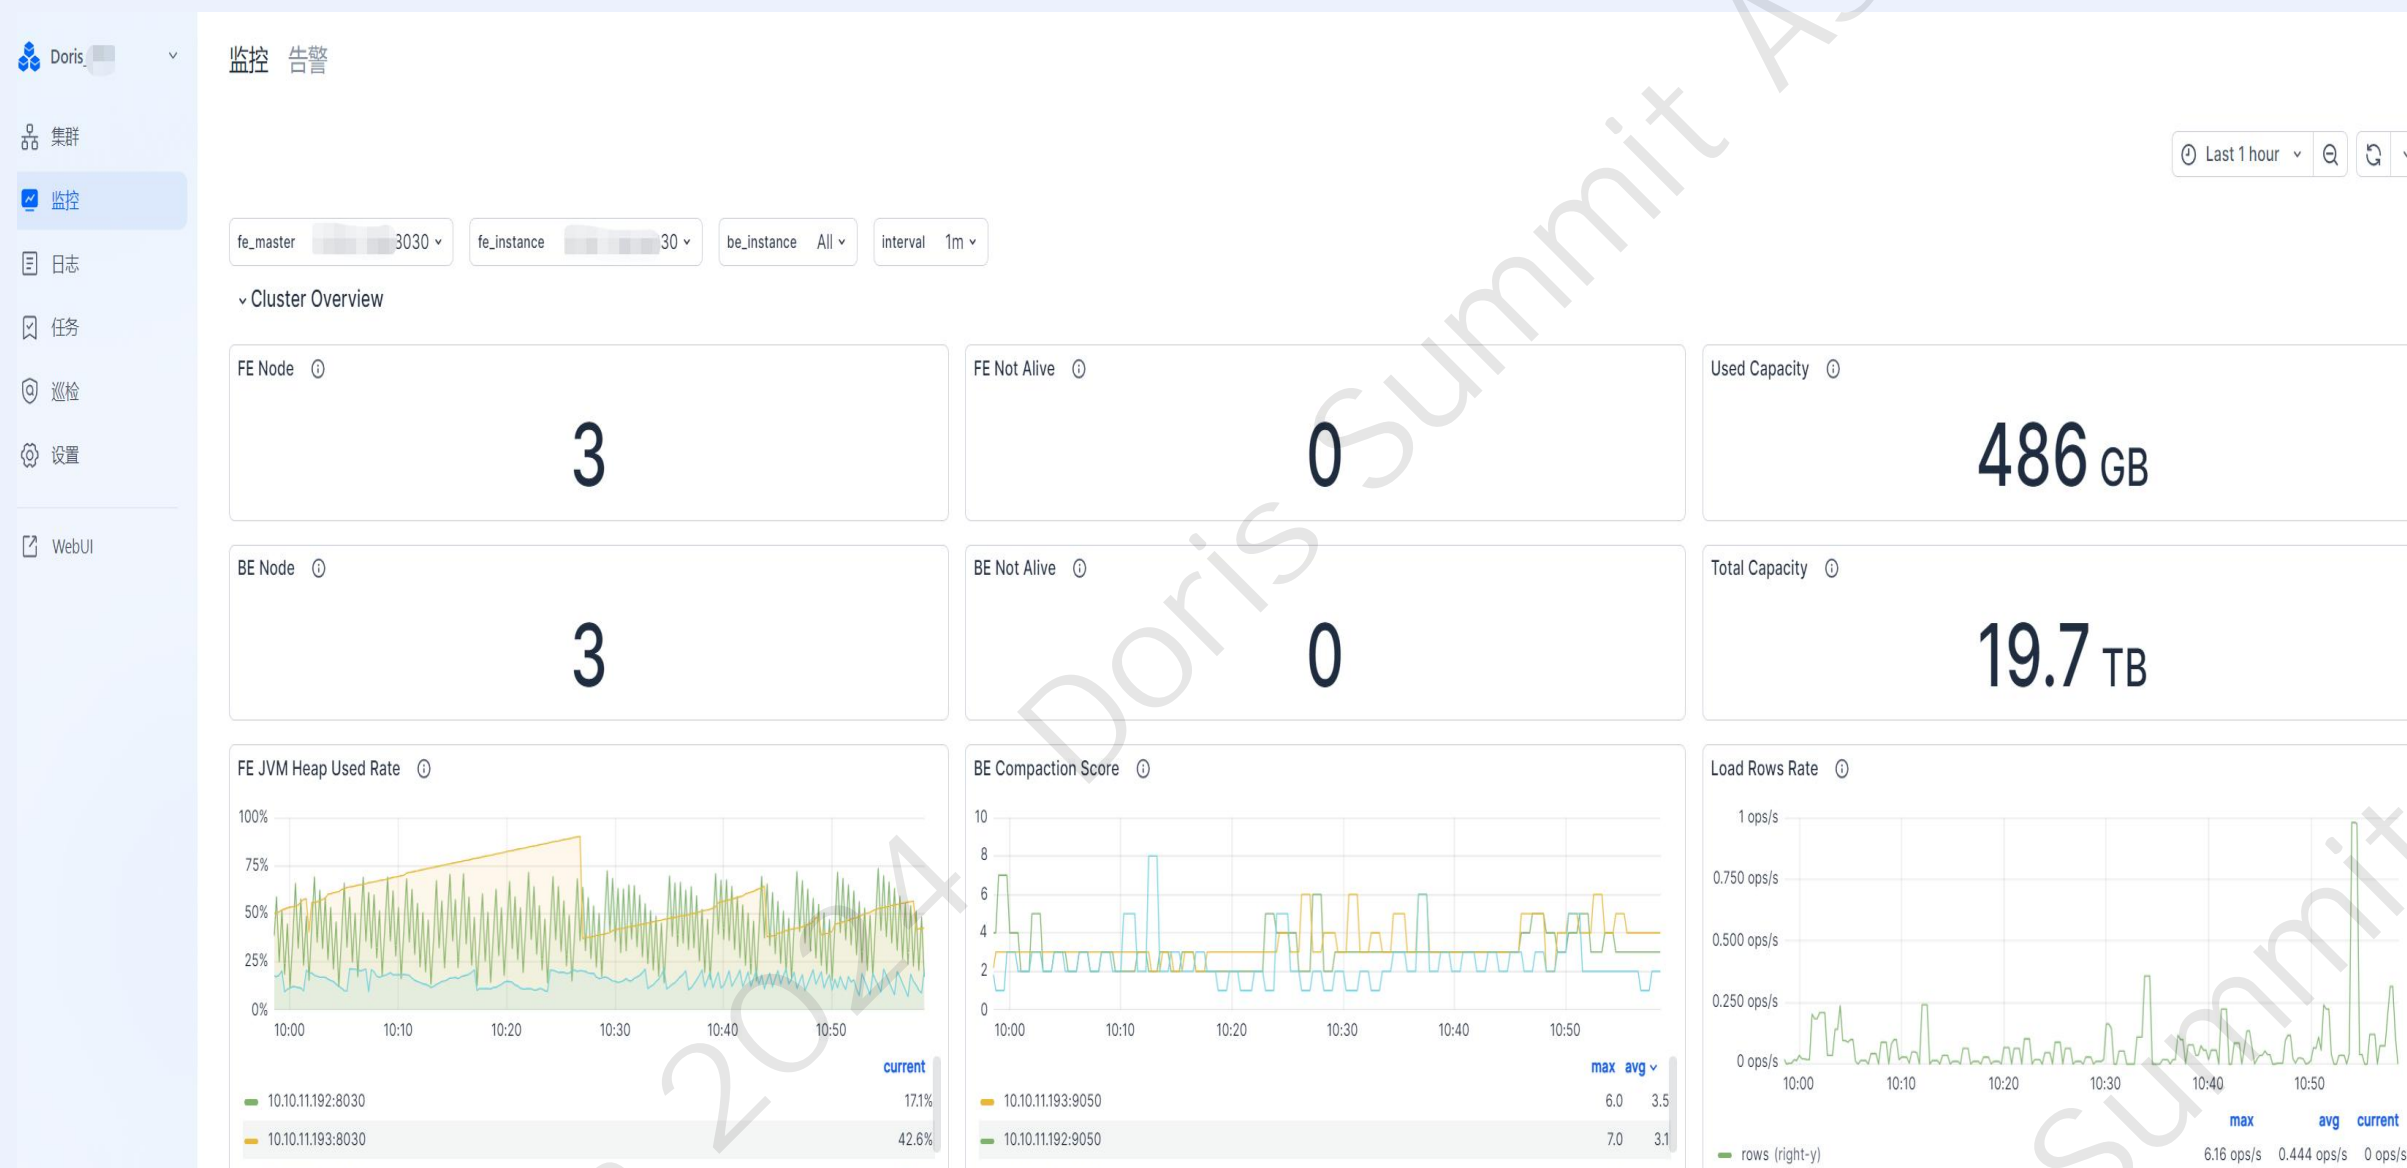 Doris_
监控 告警
集群
监控
日志
任务
巡检
设置
WebUI
Last 1 hour
fe_master 8030
fe_instance 30
be_instance All
interval 1m
Cluster Overview
FE Node
3
FE Not Alive
0
Used Capacity
486 GB
BE Node
3
BE Not Alive
0
Total Capacity
19.7 TB
FE JVM Heap Used Rate
100%
75%
50%
25%
0%
10:00 10:10 10:20 10:30 10:40 10:50
current
10.10.11.192:8030 17.1%
10.10.11.193:8030 42.6%
BE Compaction Score
10
8
6
4
2
0
10:00 10:10 10:20 10:30 10:40 10:50
max avg
10.10.11.193:9050 6.0 3.5
10.10.11.192:9050 7.0 3.1
Load Rows Rate
1 ops/s
0.750 ops/s
0.500 ops/s
0.250 ops/s
0 ops/s
10:00 10:10 10:20 10:30 10:40 10:50
max avg current
rows (right-y) 6.16 ops/s 0.444 ops/s 0 ops/s
2024 Doris Summit As
Summit